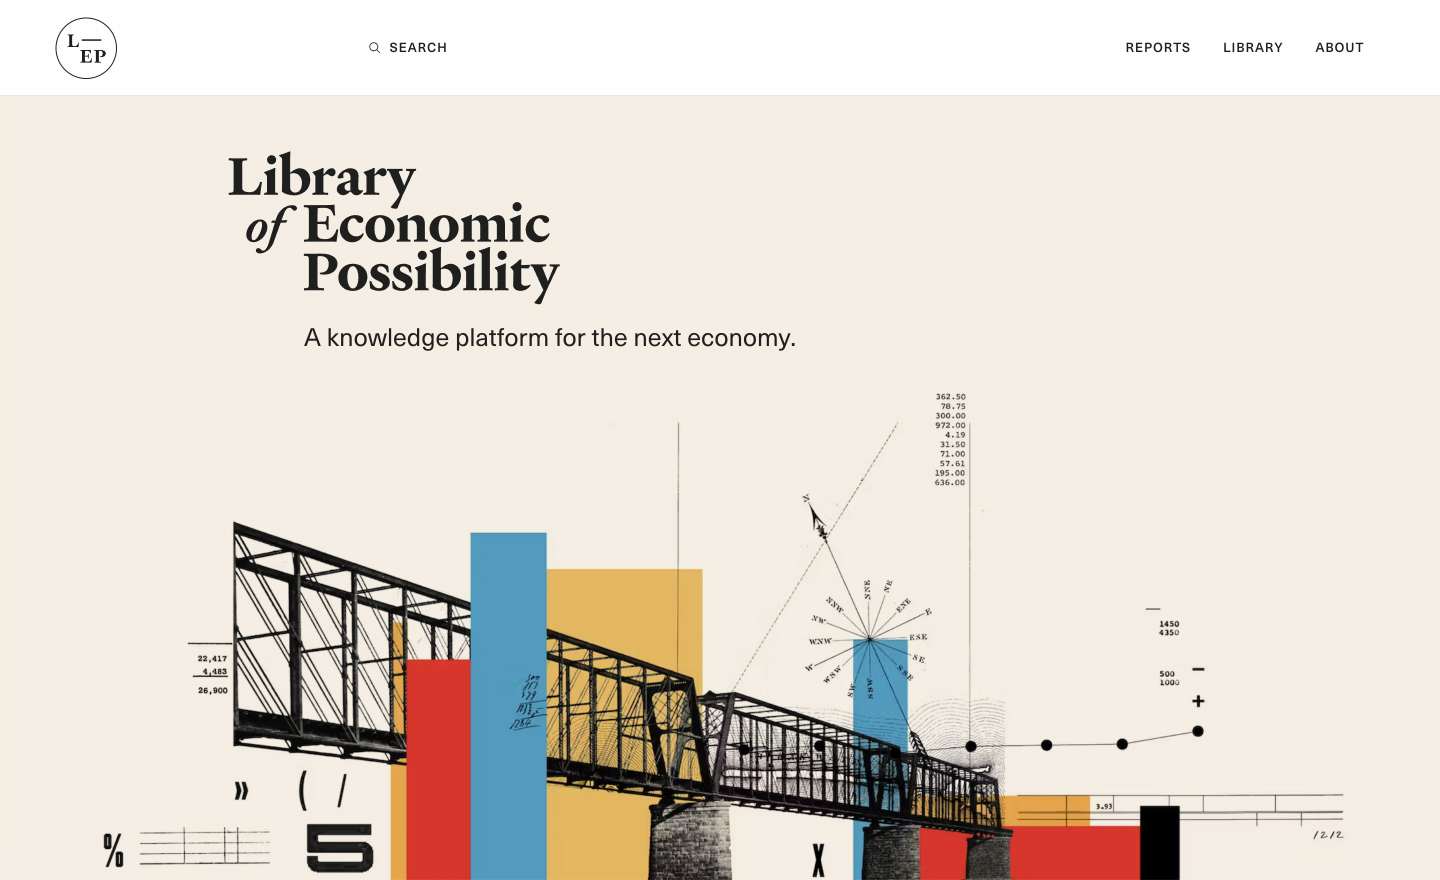 L
EP
SEARCH
REPORTS
LIBRARY
ABOUT
Library
of Economic
Possibility
A knowledge platform for the next economy.
362.50
78.75
300.00
972.00
4.19
31.50
71.00
57.61
195.00
636.00
N
NNE
NE
ENE
E
ESE
SE
SSE
SSW
SW
WSW
W
WNW
NW
NNW
1450
4350
500
1000
−
+
22,417
4,483
26,900
» ( /
% 5
X
3.93
/2/2